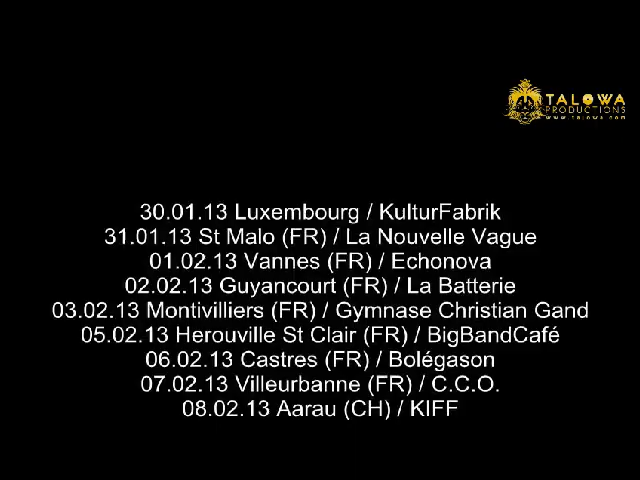 TALOWA
PRODUCTIONS
www.talowa.com
30.01.13 Luxembourg / KulturFabrik
31.01.13 St Malo (FR) / La Nouvelle Vague
01.02.13 Vannes (FR) / Echonova
02.02.13 Guyancourt (FR) / La Batterie
03.02.13 Montivilliers (FR) / Gymnase Christian Gand
05.02.13 Herouville St Clair (FR) / BigBandCafé
06.02.13 Castres (FR) / Bolégason
07.02.13 Villeurbanne (FR) / C.C.O.
08.02.13 Aarau (CH) / KIFF